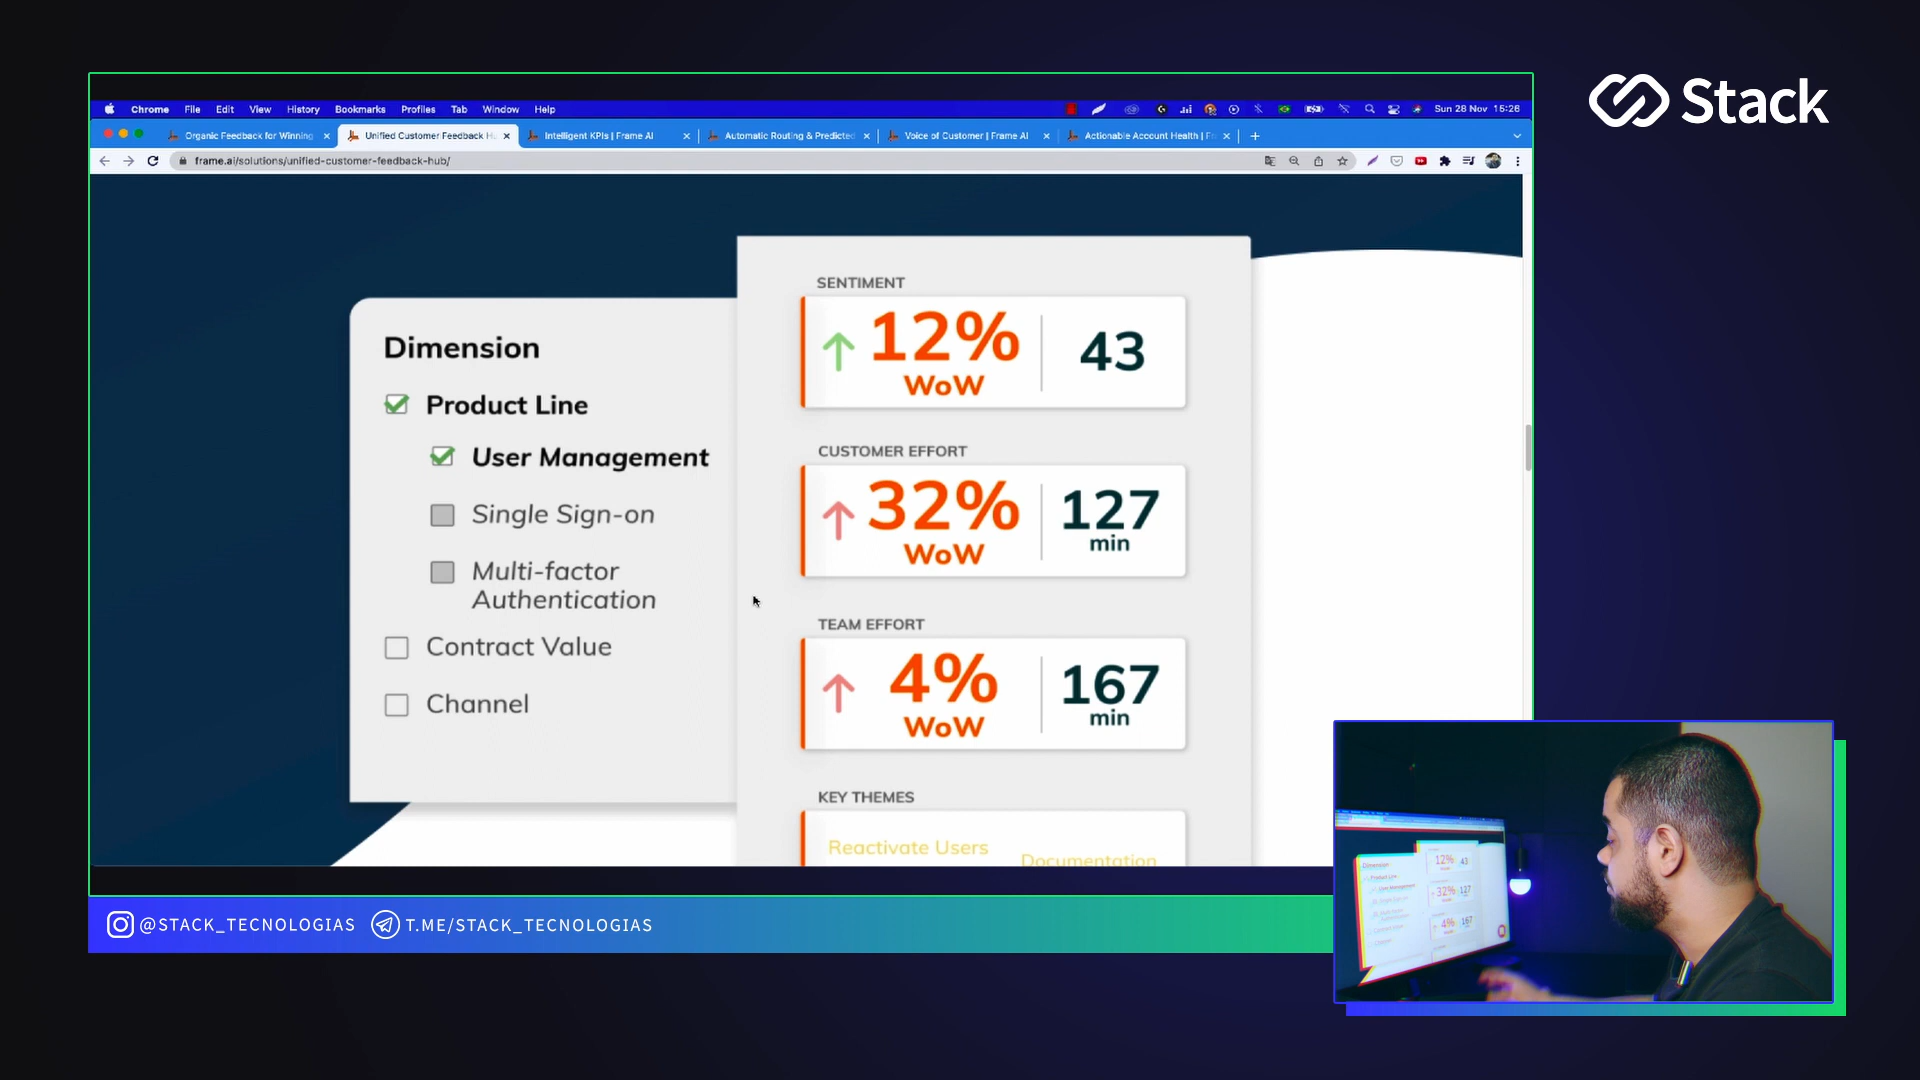 Stack
Chrome File Edit View History Bookmarks Profiles Tab Window Help
Sun 28 Nov 15:26
Organic Feedback for Winning
Unified Customer Feedback Hu
Intelligent KPIs | Frame AI
Automatic Routing & Predicted
Voice of Customer | Frame AI
Actionable Account Health | Fr
frame.ai/solutions/unified-customer-feedback-hub/
Dimension
Product Line
User Management
Single Sign-on
Multi-factor
Authentication
Contract Value
Channel
SENTIMENT
12% 43
WoW
CUSTOMER EFFORT
32% 127
WoW min
TEAM EFFORT
4% 167
WoW min
KEY THEMES
Reactivate Users
Documentation
@STACK_TECNOLOGIAS T.ME/STACK_TECNOLOGIAS